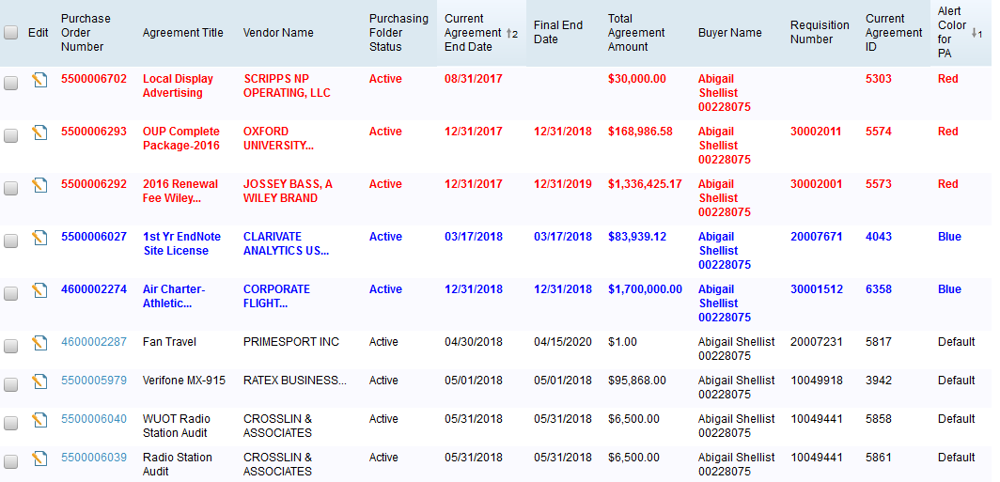 Edit
Purchase
Order
Number
Agreement Title
Vendor Name
Purchasing
Folder
Status
Current
Agreement
End Date
2
Final End
Date
Total
Agreement
Amount
Buyer Name
Requisition
Number
Current
Agreement
ID
Alert
Color
for
PA
1
5500006702 Local Display SCRIPPS NP Active 08/31/2017 $30,000.00 Abigail 5303 Red
Advertising OPERATING, LLC Shellist
00228075
5500006293 OUP Complete OXFORD Active 12/31/2017 12/31/2018 $168,986.58 Abigail 30002011 5574 Red
Package-2016 UNIVERSITY... Shellist
00228075
5500006292 2016 Renewal JOSSEY BASS, A Active 12/31/2017 12/31/2019 $1,336,425.17 Abigail 30002001 5573 Red
Fee Wiley... WILEY BRAND Shellist
00228075
5500006027 1st Yr EndNote CLARIVATE Active 03/17/2018 03/17/2018 $83,939.12 Abigail 20007671 4043 Blue
Site License ANALYTICS US... Shellist
00228075
4600002274 Air Charter- CORPORATE Active 12/31/2018 12/31/2018 $1,700,000.00 Abigail 30001512 6358 Blue
Athletic... FLIGHT... Shellist
00228075
4600002287 Fan Travel PRIMESPORT INC Active 04/30/2018 04/15/2020 $1.00 Abigail Shellist 20007231 5817 Default
00228075
5500005979 Verifone MX-915 RATEX BUSINESS... Active 05/01/2018 05/01/2018 $95,868.00 Abigail Shellist 10049918 3942 Default
00228075
5500006040 WUOT Radio CROSSLIN & Active 05/31/2018 05/31/2018 $6,500.00 Abigail Shellist 10049441 5858 Default
Station Audit ASSOCIATES 00228075
5500006039 Radio Station CROSSLIN & Active 05/31/2018 05/31/2018 $6,500.00 Abigail Shellist 10049441 5861 Default
Audit ASSOCIATES 00228075